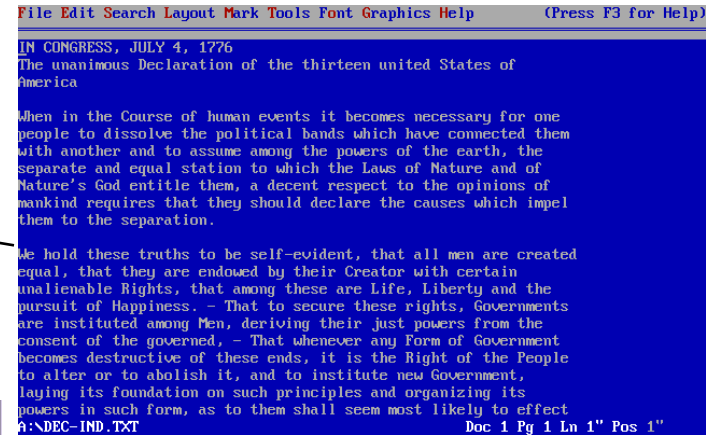 File Edit Search Layout Mark Tools Font Graphics Help (Press F3 for Help)
IN CONGRESS, JULY 4, 1776
The unanimous Declaration of the thirteen united States of
America
When in the Course of human events it becomes necessary for one
people to dissolve the political bands which have connected them
with another and to assume among the powers of the earth, the
separate and equal station to which the Laws of Nature and of
Nature's God entitle them, a decent respect to the opinions of
mankind requires that they should declare the causes which impel
them to the separation.
We hold these truths to be self-evident, that all men are created
equal, that they are endowed by their Creator with certain
unalienable Rights, that among these are Life, Liberty and the
pursuit of Happiness. – That to secure these rights, Governments
are instituted among Men, deriving their just powers from the
consent of the governed, – That whenever any Form of Government
becomes destructive of these ends, it is the Right of the People
to alter or to abolish it, and to institute new Government,
laying its foundation on such principles and organizing its
powers in such form, as to them shall seem most likely to effect
A:\DEC-IND.TXT Doc 1 Pg 1 Ln 1" Pos 1"